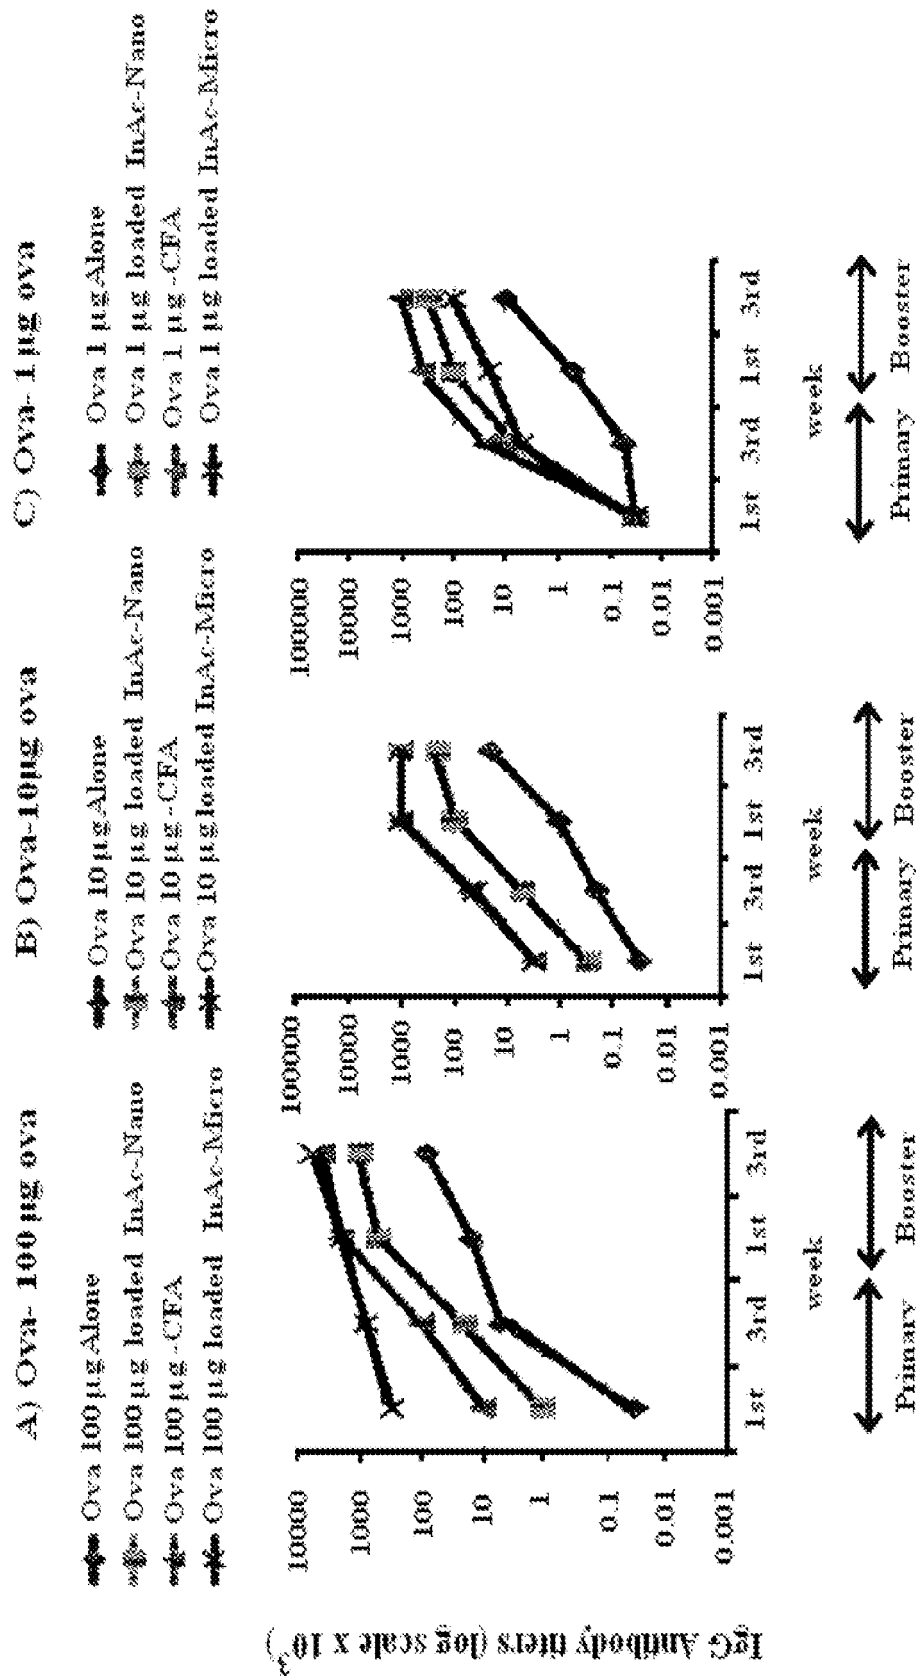 A) Ova- 100 µg ova
Ova 100 µg Alone
Ova 100 µg loaded InAc-Nano
Ova 100 µg -CFA
Ova 100 µg loaded InAc-Micro
B) Ova-10µg ova
Ova 10 µg Alone
Ova 10 µg loaded InAc-Nano
Ova 10 µg -CFA
Ova 10 µg loaded InAc-Micro
C) Ova- 1µg ova
Ova 1 µg Alone
Ova 1 µg loaded InAc-Nano
Ova 1 µg -CFA
Ova 1 µg loaded InAc-Micro
IgG Antibody titers (log scale x 10³)
10000
1000
100
10
1
0.1
0.01
0.001
1st 3rd 1st 3rd
week
Primary Booster
100000
10000
1000
100
10
1
0.1
0.01
0.001
1st 3rd 1st 3rd
week
Primary Booster
100000
10000
1000
100
10
1
0.1
0.01
0.001
1st 3rd 1st 3rd
week
Primary Booster